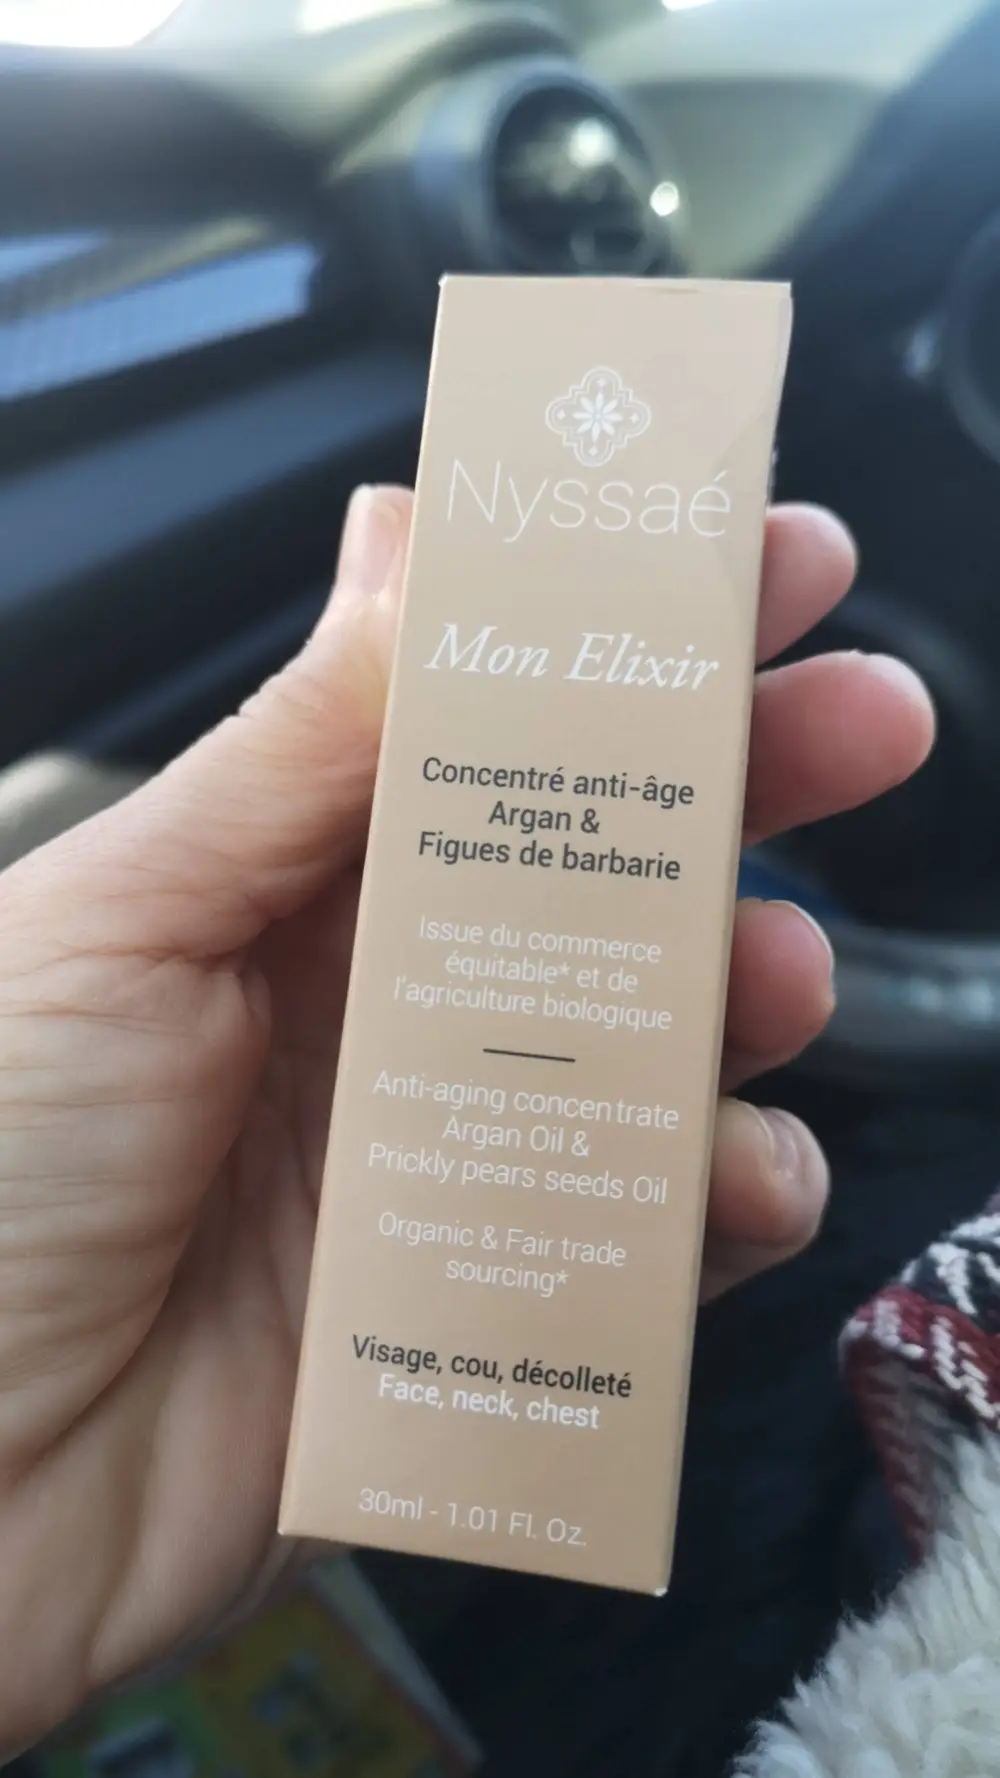 Nyssaé
Mon Elixir
Concentré anti-âge
Argan &
Figues de barbarie
Issue du commerce
équitable* et de
l'agriculture biologique
Anti-aging concentrate
Argan Oil &
Prickly pears seeds Oil
Organic & Fair trade
sourcing*
Visage, cou, décolleté
Face, neck, chest
30ml - 1.01 Fl. Oz.